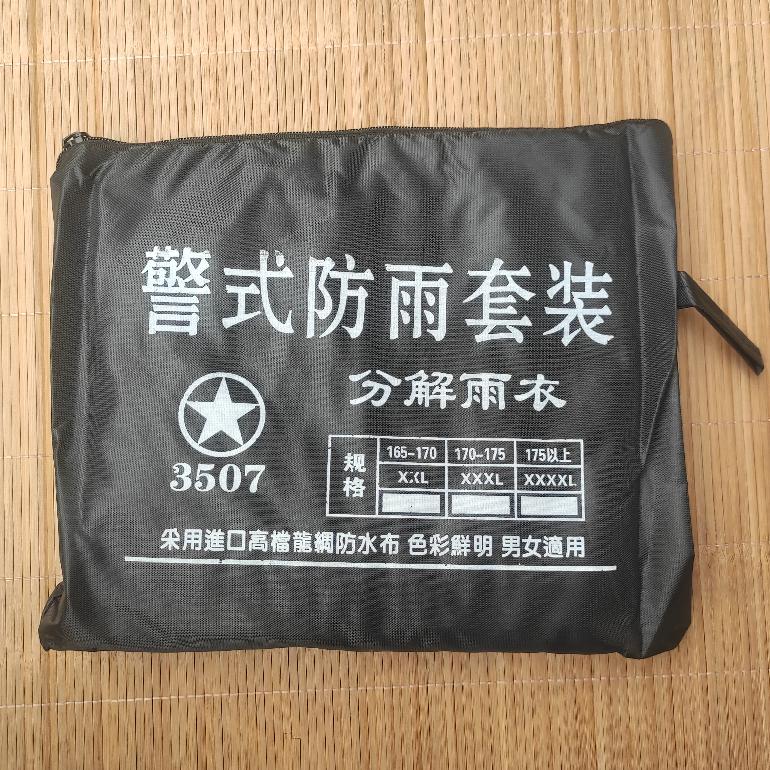 警式防雨套装
分解雨衣
3507
规格 165-170 170-175 175以上
XXL XXXL XXXXL
采用進口高檔龍綢防水布 色彩鮮明 男女適用